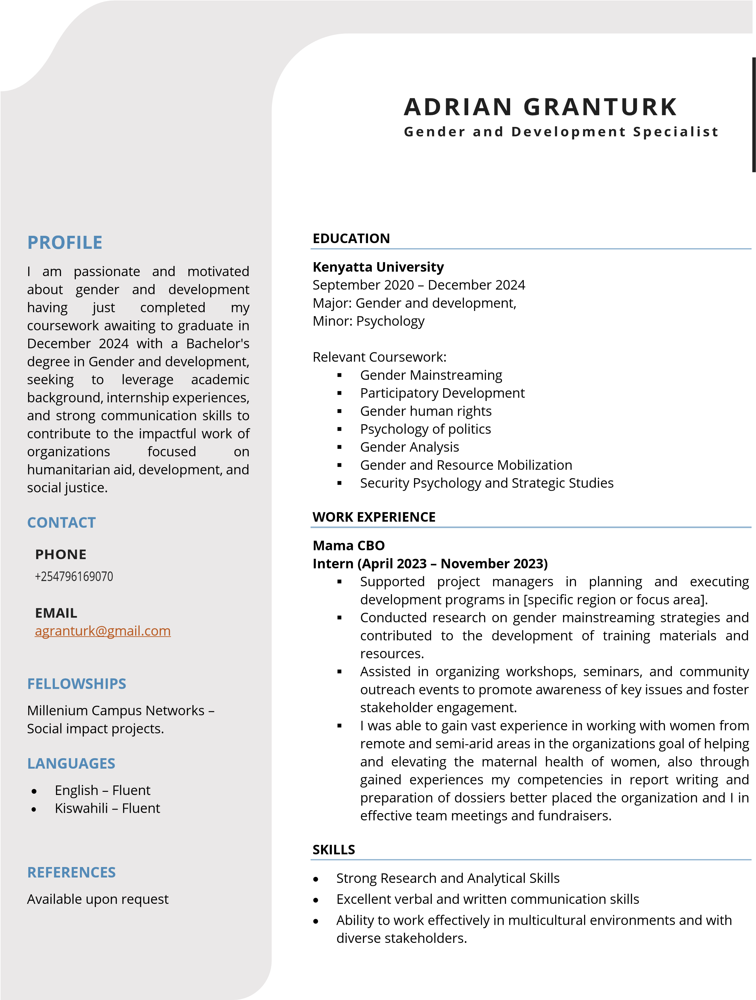 ADRIAN GRANTURK
Gender and Development Specialist
PROFILE
I am passionate and motivated
about gender and development
having just completed my
coursework awaiting to graduate in
December 2024 with a Bachelor's
degree in Gender and development,
seeking to leverage academic
background, internship experiences,
and strong communication skills to
contribute to the impactful work of
organizations focused on
humanitarian aid, development, and
social justice.
CONTACT
PHONE
+254796169070
EMAIL
agranturk@gmail.com
FELLOWSHIPS
Millenium Campus Networks –
Social impact projects.
LANGUAGES
• English – Fluent
• Kiswahili – Fluent
REFERENCES
Available upon request
EDUCATION
Kenyatta University
September 2020 – December 2024
Major: Gender and development,
Minor: Psychology
Relevant Coursework:
▪ Gender Mainstreaming
▪ Participatory Development
▪ Gender human rights
▪ Psychology of politics
▪ Gender Analysis
▪ Gender and Resource Mobilization
▪ Security Psychology and Strategic Studies
WORK EXPERIENCE
Mama CBO
Intern (April 2023 – November 2023)
▪ Supported project managers in planning and executing
development programs in [specific region or focus area].
▪ Conducted research on gender mainstreaming strategies and
contributed to the development of training materials and
resources.
▪ Assisted in organizing workshops, seminars, and community
outreach events to promote awareness of key issues and foster
stakeholder engagement.
▪ I was able to gain vast experience in working with women from
remote and semi-arid areas in the organizations goal of helping
and elevating the maternal health of women, also through
gained experiences my competencies in report writing and
preparation of dossiers better placed the organization and I in
effective team meetings and fundraisers.
SKILLS
• Strong Research and Analytical Skills
• Excellent verbal and written communication skills
• Ability to work effectively in multicultural environments and with
diverse stakeholders.